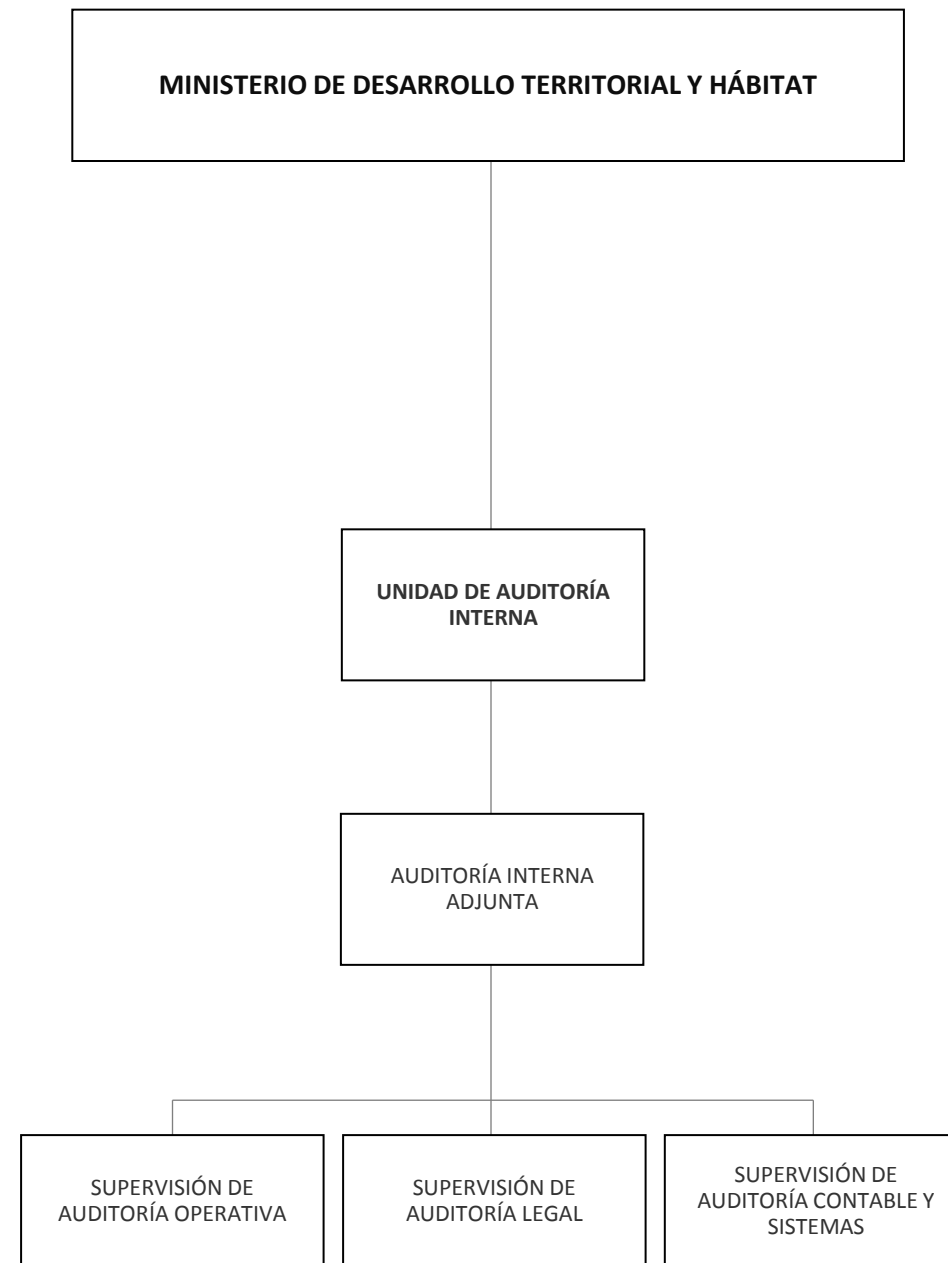 MINISTERIO DE DESARROLLO TERRITORIAL Y HÁBITAT
UNIDAD DE AUDITORÍA
INTERNA
AUDITORÍA INTERNA
ADJUNTA
SUPERVISIÓN DE
AUDITORÍA OPERATIVA
SUPERVISIÓN DE
AUDITORÍA LEGAL
SUPERVISIÓN DE
AUDITORÍA CONTABLE Y
SISTEMAS